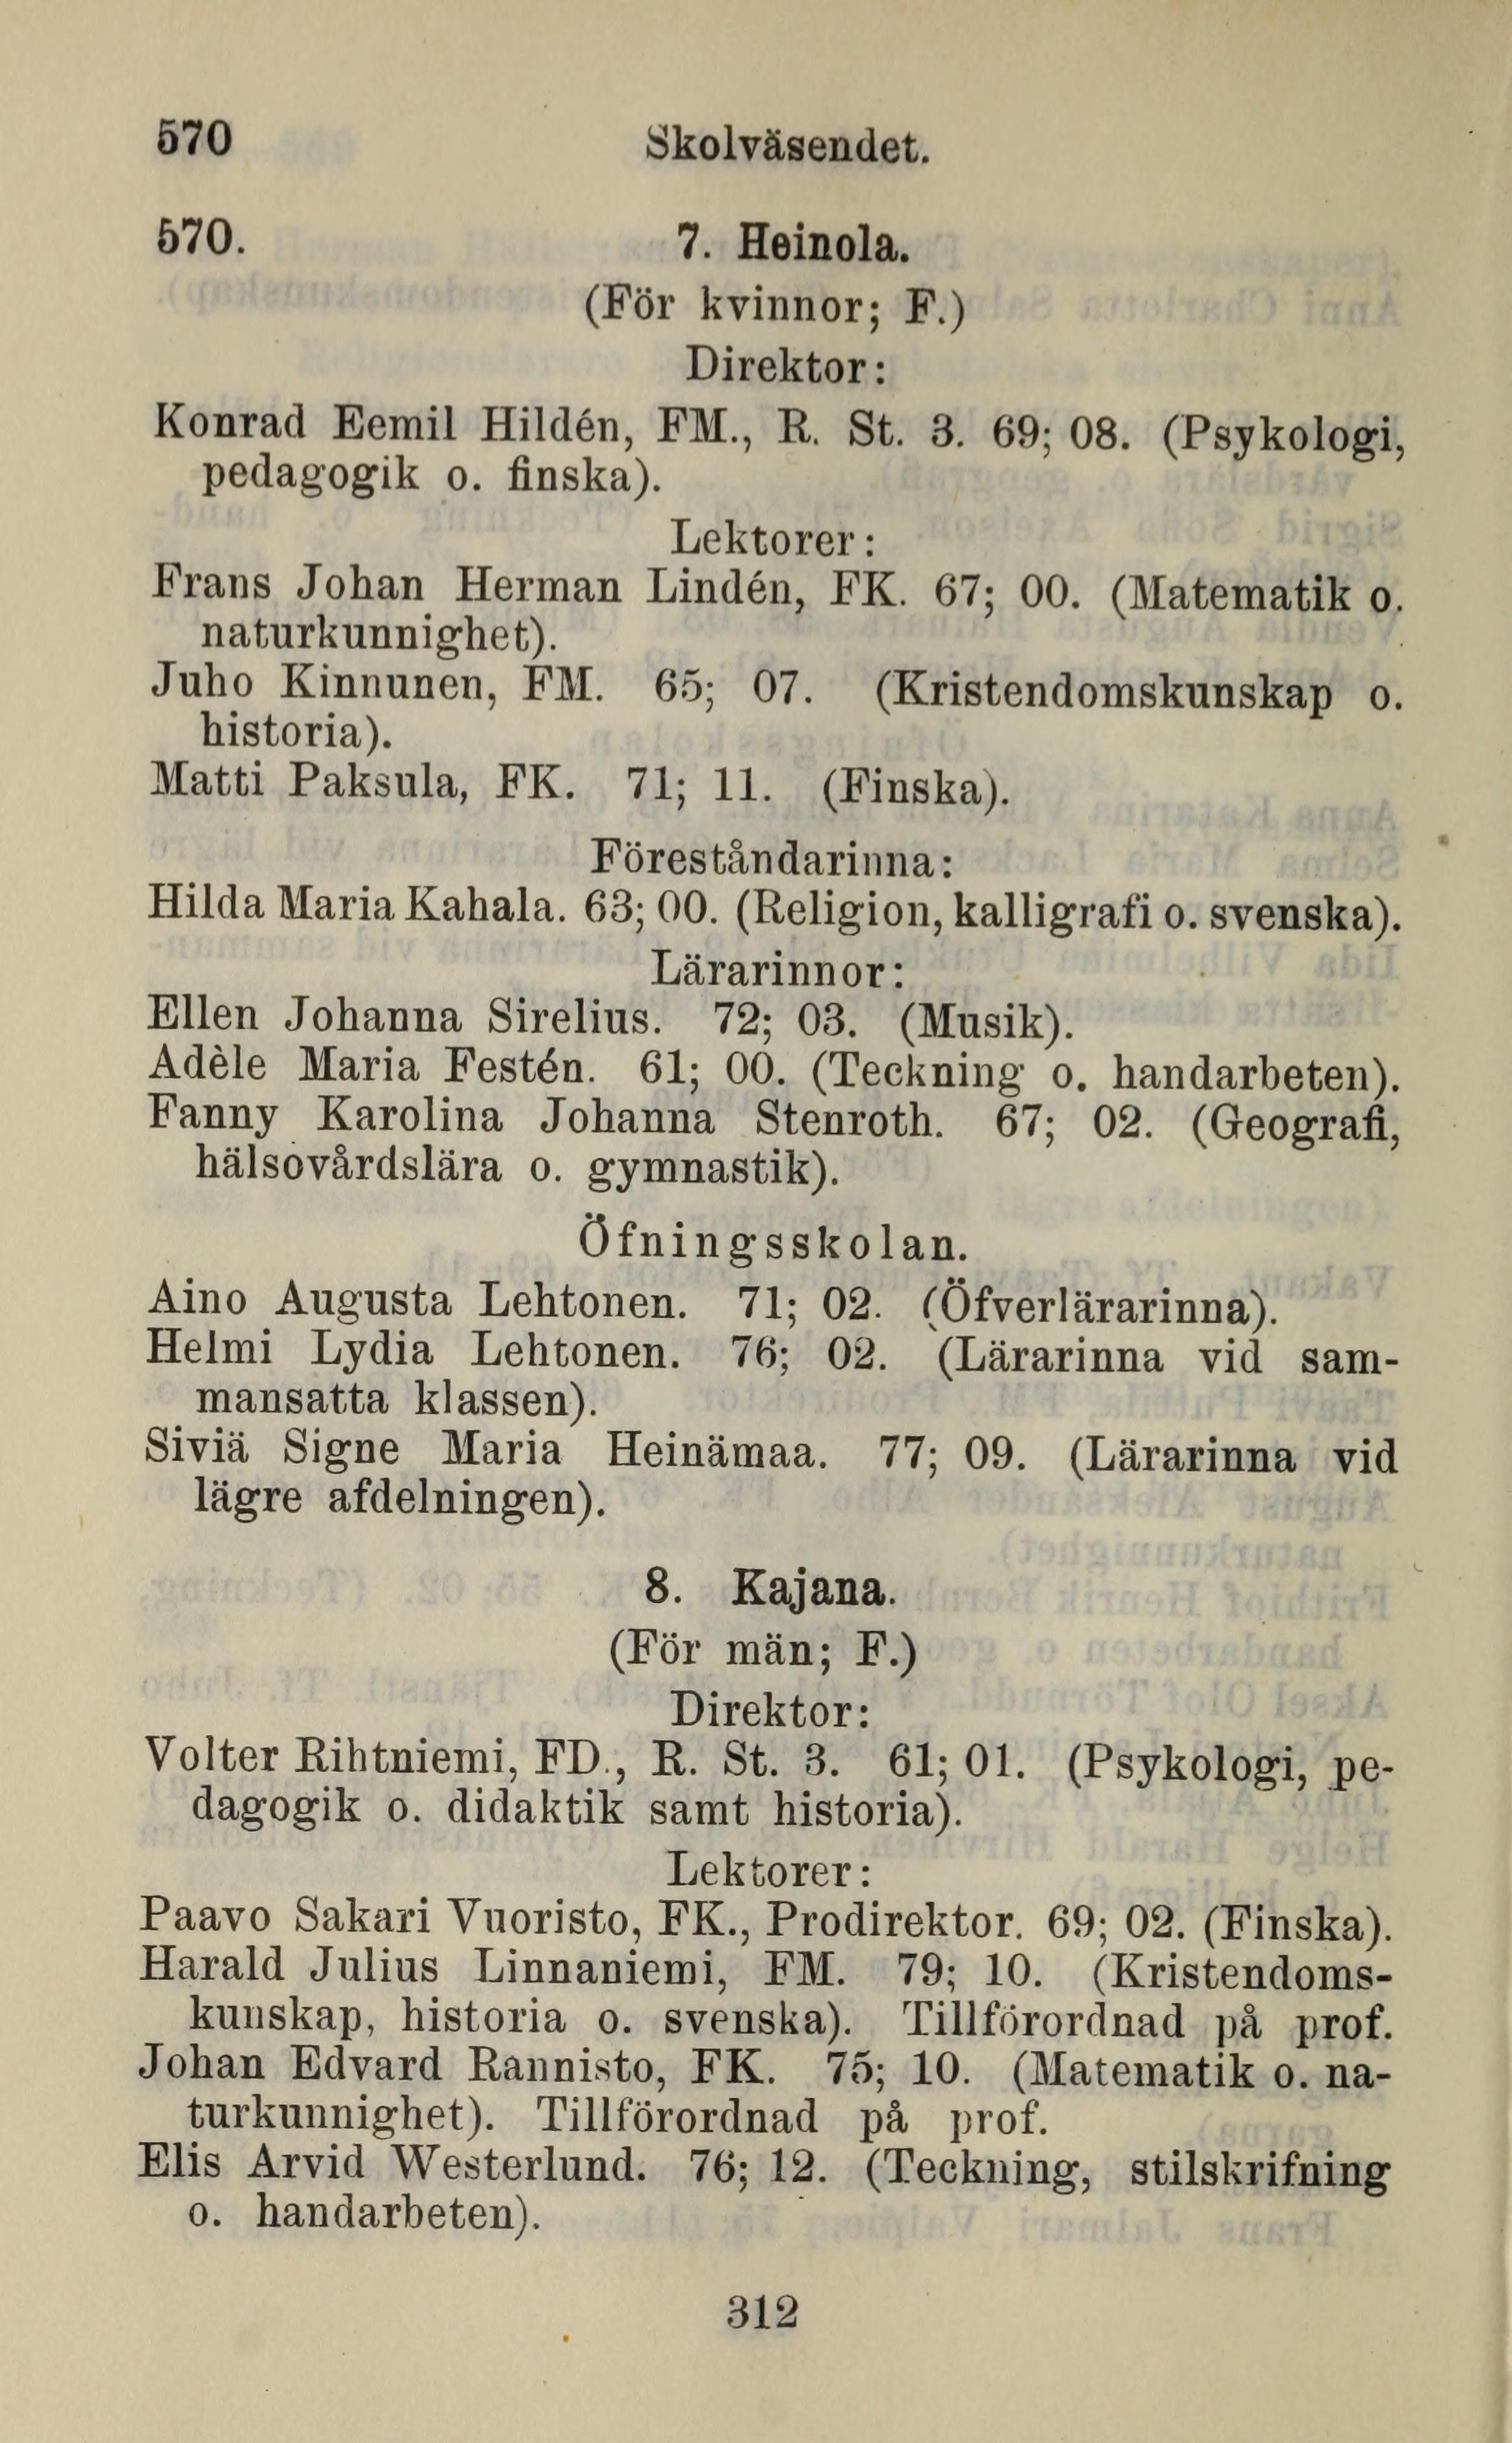 570 Skolväsendet.
570. 7. Heinola.
(För kvinnor; F.)
Direktor:
Konrad Eemil Hildén, FM., R. St. 3. 69; 08. (Psykologi,
pedagogik o. finska).
Lektorer:
Frans Johan Herman Lindén, FK. 67; 00. (Matematik o.
naturkunnighet).
Juho Kinnunen, FM. 65; 07. (Kristendomskunskap o.
historia).
Matti Paksula, FK. 71; 11. (Finska).
Föreståndarinna:
Hilda Maria Kahala. 63; 00. (Religion, kalligrafi o. svenska).
Lärarinnor:
Ellen Johanna Sirelius. 72; 03. (Musik).
Adèle Maria Festén. 61; 00. (Teckning o. handarbeten).
Fanny Karolina Johanna Stenroth. 67; 02. (Geografi,
hälsovårdslära o. gymnastik).
Öfningsskolan.
Aino Augusta Lehtonen. 71; 02. (Öfverlärarinna).
Helmi Lydia Lehtonen. 76; 02. (Lärarinna vid sam-
mansatta klassen).
Siviä Signe Maria Heinämaa. 77; 09. (Lärarinna vid
lägre afdelningen).
8. Kajana.
(För män; F.)
Direktor:
Volter Rihtniemi, FD., R. St. 3. 61; 01. (Psykologi, pe-
dagogik o. didaktik samt historia).
Lektorer:
Paavo Sakari Vuoristo, FK., Prodirektor. 69; 02. (Finska).
Harald Julius Linnaniemi, FM. 79; 10. (Kristendoms-
kunskap, historia o. svenska). Tillförordnad på prof.
Johan Edvard Rannisto, FK. 75; 10. (Matematik o. na-
turkunnighet). Tillförordnad på prof.
Elis Arvid Westerlund. 76; 12. (Teckning, stilskrifning
o. handarbeten).
312